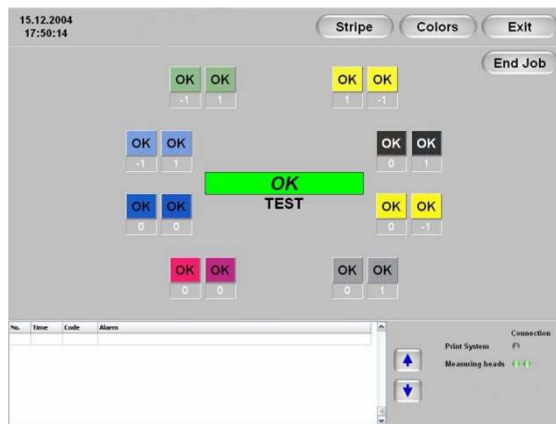 15.12.2004
17:50:14
Stripe Colors Exit
End Job
OK OK OK OK
-1 1 1 -1
OK OK OK OK
-1 1 0 1
OK
TEST
OK OK OK OK
0 0 0 -1
OK OK OK OK
0 0 0 1
No. Time Code Alarm
Connection
Print System
Measuring heads